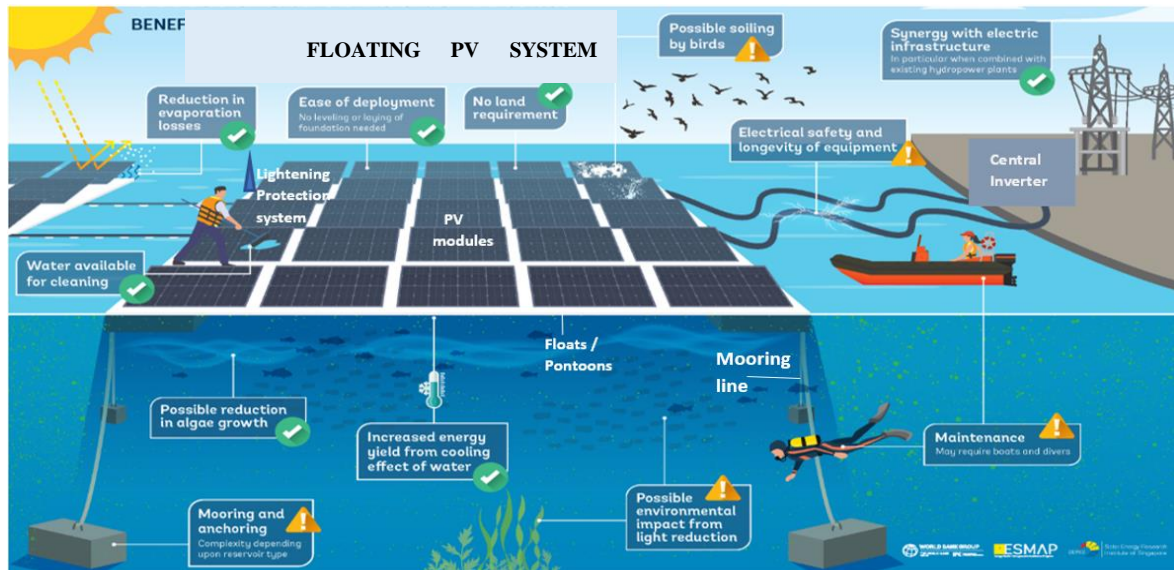 BENEF
FLOATING PV SYSTEM
Possible soiling
by birds
Synergy with electric
infrastructure
In particular when combined with
existing hydropower plants
Reduction in
evaporation
losses
Ease of deployment
No leveling or laying of
foundation needed
No land
requirement
Electrical safety and
longevity of equipment
Central
Inverter
Lightening
Protection
system
PV
modules
Water available
for cleaning
Floats /
Pontoons
Mooring
line
Possible reduction
in algae growth
Increased energy
yield from cooling
effect of water
Maintenance
May require boats and divers
Possible
environmental
impact from
light reduction
Mooring and
anchoring
Complexity depending
upon reservoir type
WORLD BANK GROUP
ESMAP
Solar Energy Research
Institute of Singapore